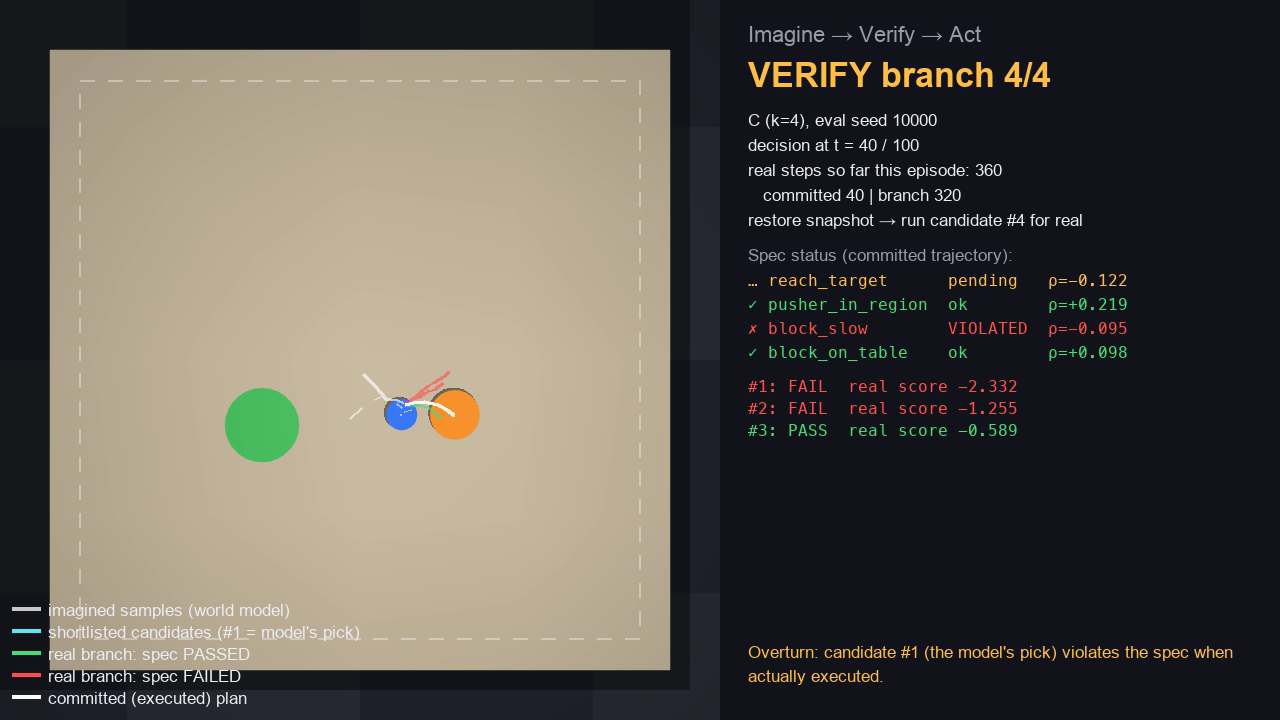 Imagine → Verify → Act
VERIFY branch 4/4
C (k=4), eval seed 10000
decision at t = 40 / 100
real steps so far this episode: 360
committed 40 | branch 320
restore snapshot → run candidate #4 for real
Spec status (committed trajectory):
… reach_target pending ρ=−0.122
✓ pusher_in_region ok ρ=+0.219
✗ block_slow VIOLATED ρ=−0.095
✓ block_on_table ok ρ=+0.098
#1: FAIL real score −2.332
#2: FAIL real score −1.255
#3: PASS real score −0.589
Overturn: candidate #1 (the model's pick) violates the spec when
actually executed.
imagined samples (world model)
shortlisted candidates (#1 = model's pick)
real branch: spec PASSED
real branch: spec FAILED
committed (executed) plan